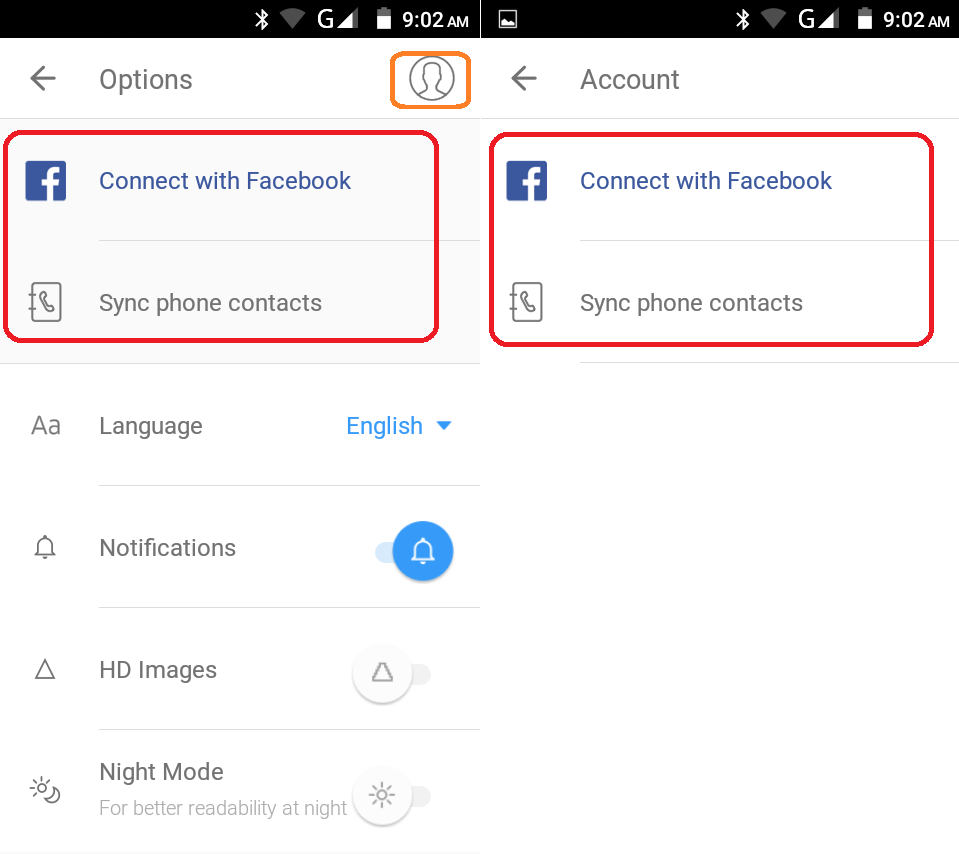 G 9:02 AM
Options
Connect with Facebook
Sync phone contacts
Aa Language English
Notifications
HD Images
Night Mode
For better readability at night
G 9:02 AM
Account
Connect with Facebook
Sync phone contacts